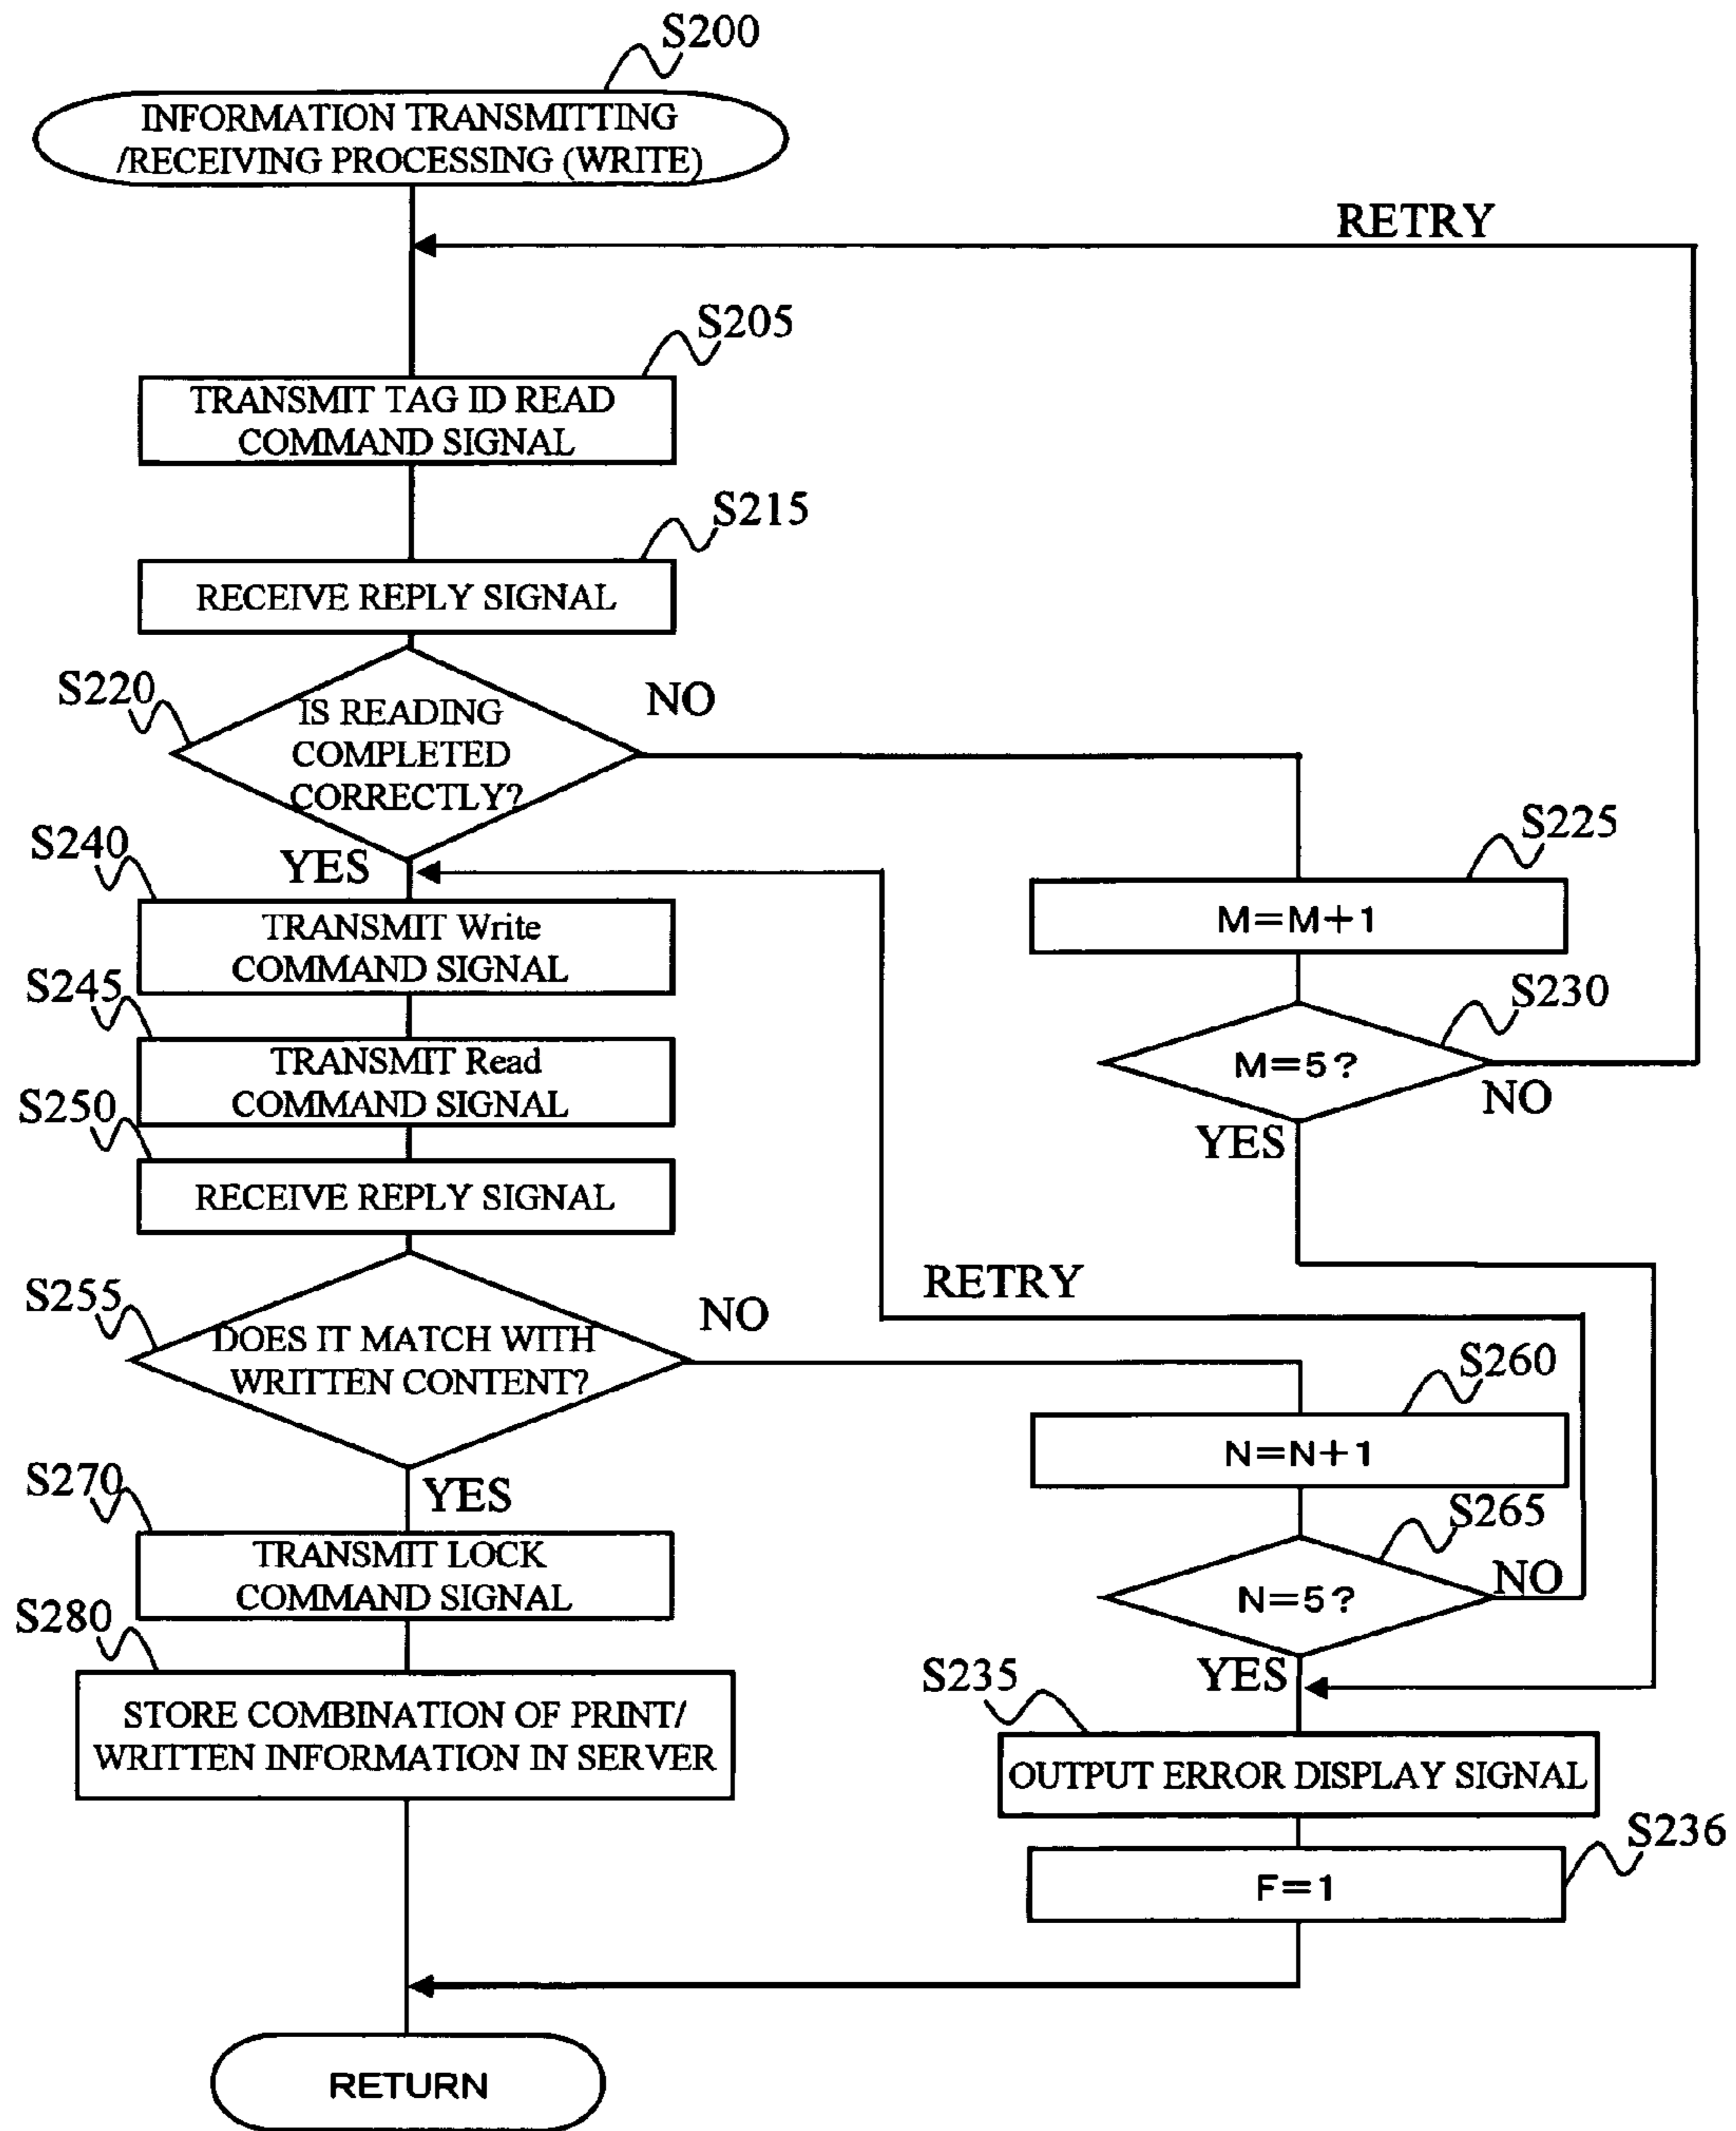 S200
INFORMATION TRANSMITTING
/RECEIVING PROCESSING (WRITE)
RETRY
S205
TRANSMIT TAG ID READ
COMMAND SIGNAL
S215
RECEIVE REPLY SIGNAL
S220
IS READING
COMPLETED
CORRECTLY?
NO
YES
S225
M=M+1
S230
M=5?
NO
YES
S240
TRANSMIT Write
COMMAND SIGNAL
S245
TRANSMIT Read
COMMAND SIGNAL
S250
RECEIVE REPLY SIGNAL
RETRY
S255
DOES IT MATCH WITH
WRITTEN CONTENT?
NO
YES
S260
N=N+1
S265
N=5?
NO
YES
S270
TRANSMIT LOCK
COMMAND SIGNAL
S280
STORE COMBINATION OF PRINT/
WRITTEN INFORMATION IN SERVER
S235
OUTPUT ERROR DISPLAY SIGNAL
S236
F=1
RETURN